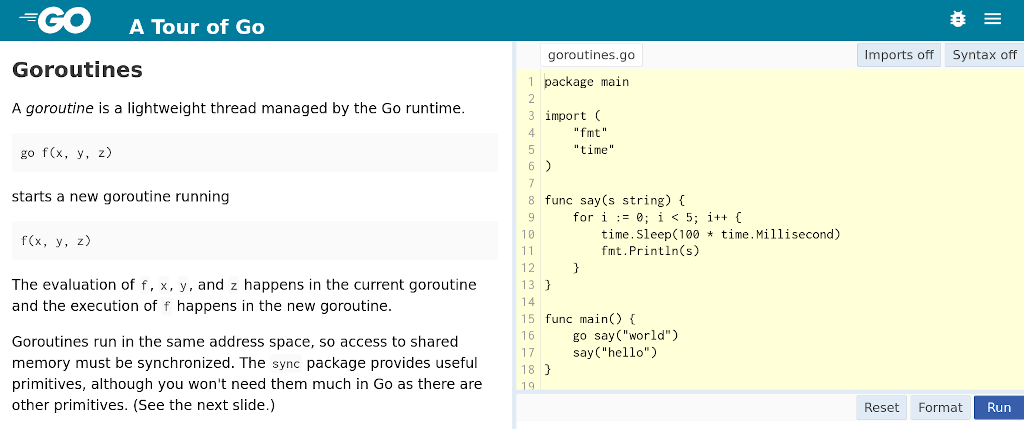 GO A Tour of Go
Goroutines
A goroutine is a lightweight thread managed by the Go runtime.
go f(x, y, z)
starts a new goroutine running
f(x, y, z)
The evaluation of f, x, y, and z happens in the current goroutine
and the execution of f happens in the new goroutine.
Goroutines run in the same address space, so access to shared
memory must be synchronized. The sync package provides useful
primitives, although you won't need them much in Go as there are
other primitives. (See the next slide.)
goroutines.go Imports off Syntax off
1 package main
2
3 import (
4     "fmt"
5     "time"
6 )
7
8 func say(s string) {
9     for i := 0; i < 5; i++ {
10         time.Sleep(100 * time.Millisecond)
11         fmt.Println(s)
12     }
13 }
14
15 func main() {
16     go say("world")
17     say("hello")
18 }
19
Reset Format Run